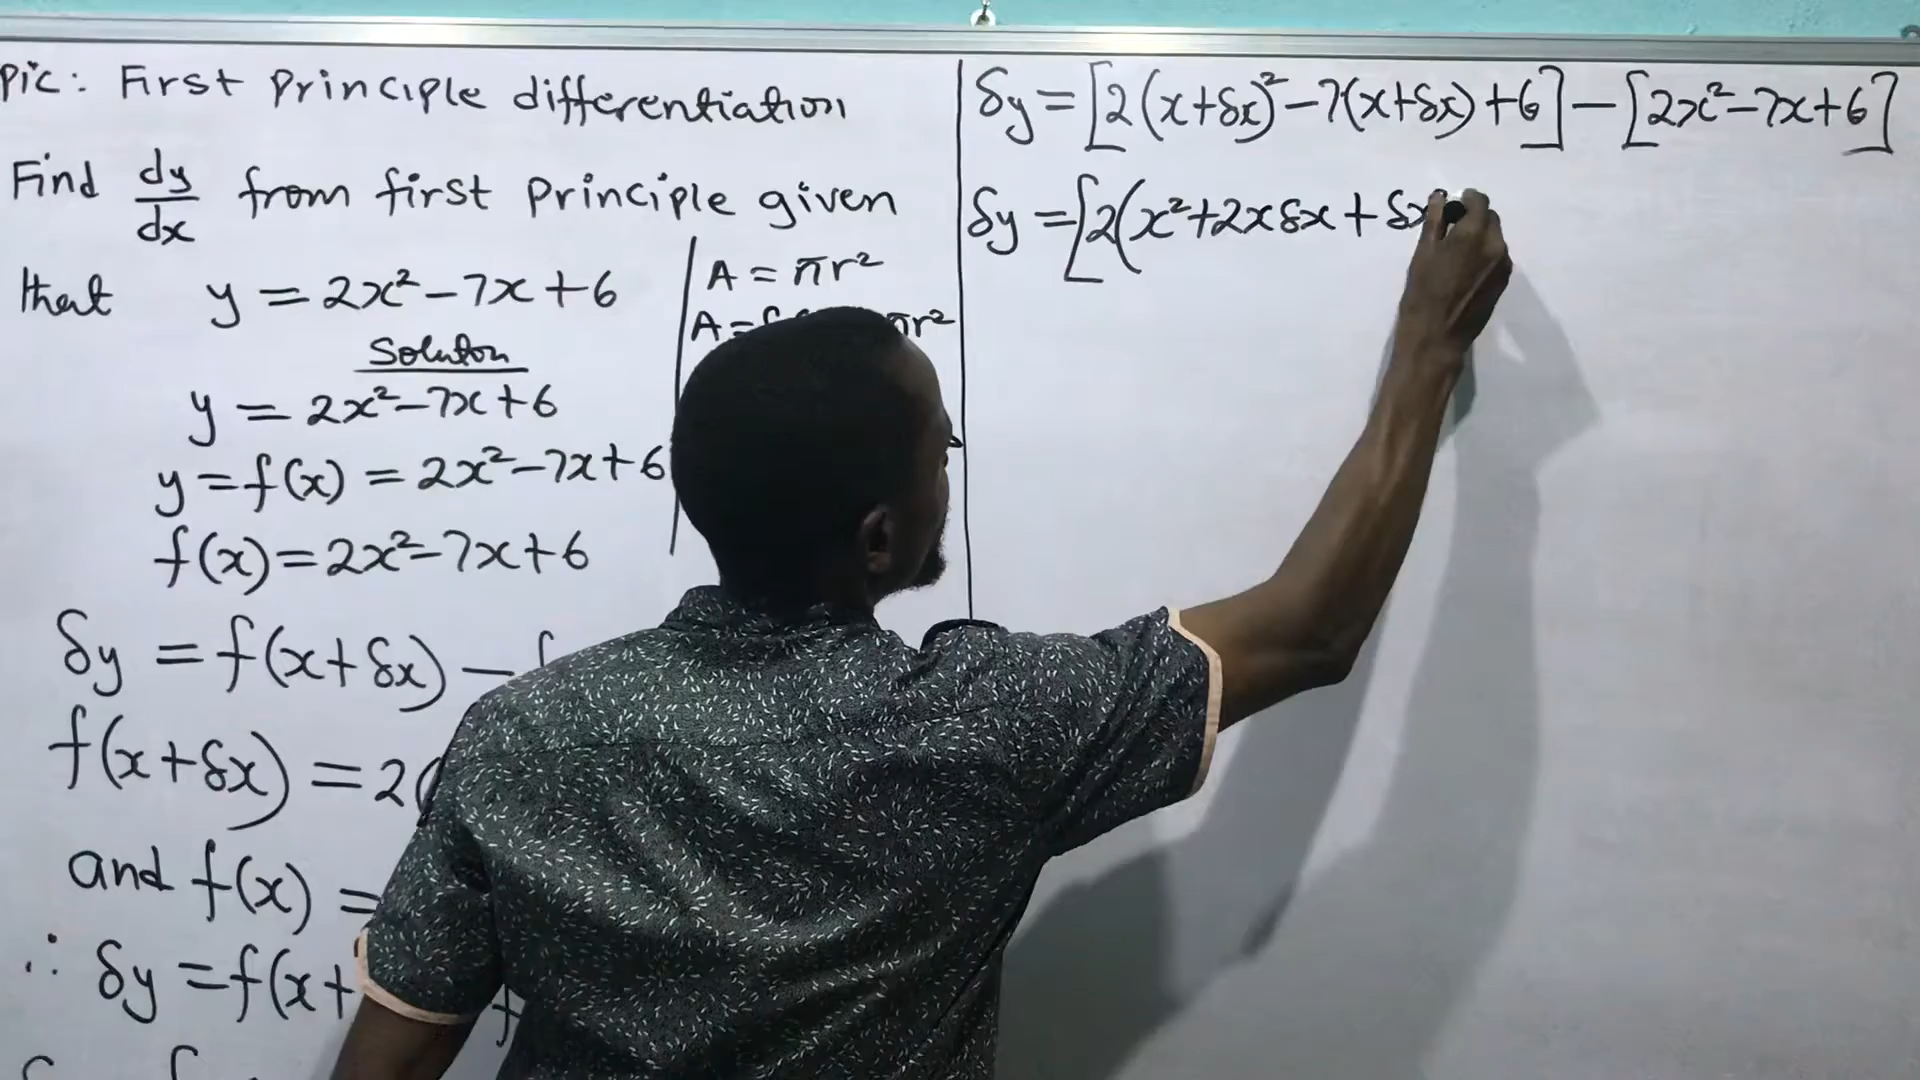 pic: First Principle differentiation
Find dy/dx from first principle given
that y = 2x²-7x+6
Soluton
y = 2x²-7x+6
y=f(x) = 2x²-7x+6
f(x)=2x²-7x+6
δy = f(x+δx) -
f(x+δx) = 2(
and f(x) =
∴ δy =f(x+
A = πr²
A = πr²
δy = [2(x+δx)²-7(x+δx)+6] - [2x²-7x+6]
δy = [2(x²+2xδx + δx